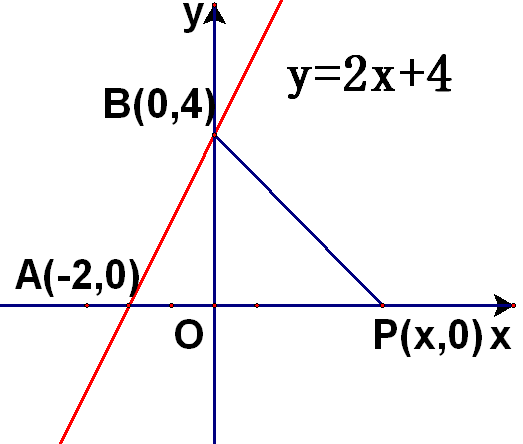 y
y=2x+4
B(0,4)
A(-2,0)
O
P(x,0) x